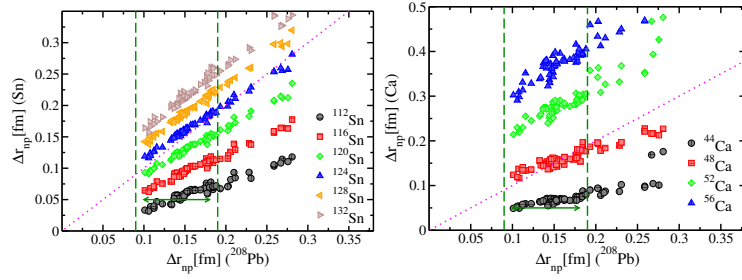 0.3
0.25
0.2
0.15
0.1
0.05
0
0.05 0.1 0.15 0.2 0.25 0.3 0.35
Δr_np[fm] (Sn)
Δr_np[fm] (²⁰⁸Pb)
¹¹²Sn
¹¹⁶Sn
¹²⁰Sn
¹²⁴Sn
¹²⁸Sn
¹³²Sn
0.5
0.4
0.3
0.2
0.1
0
0.05 0.1 0.15 0.2 0.25 0.3 0.35
Δr_np[fm] (Ca)
Δr_np[fm] (²⁰⁸Pb)
⁴⁴Ca
⁴⁸Ca
⁵²Ca
⁵⁶Ca